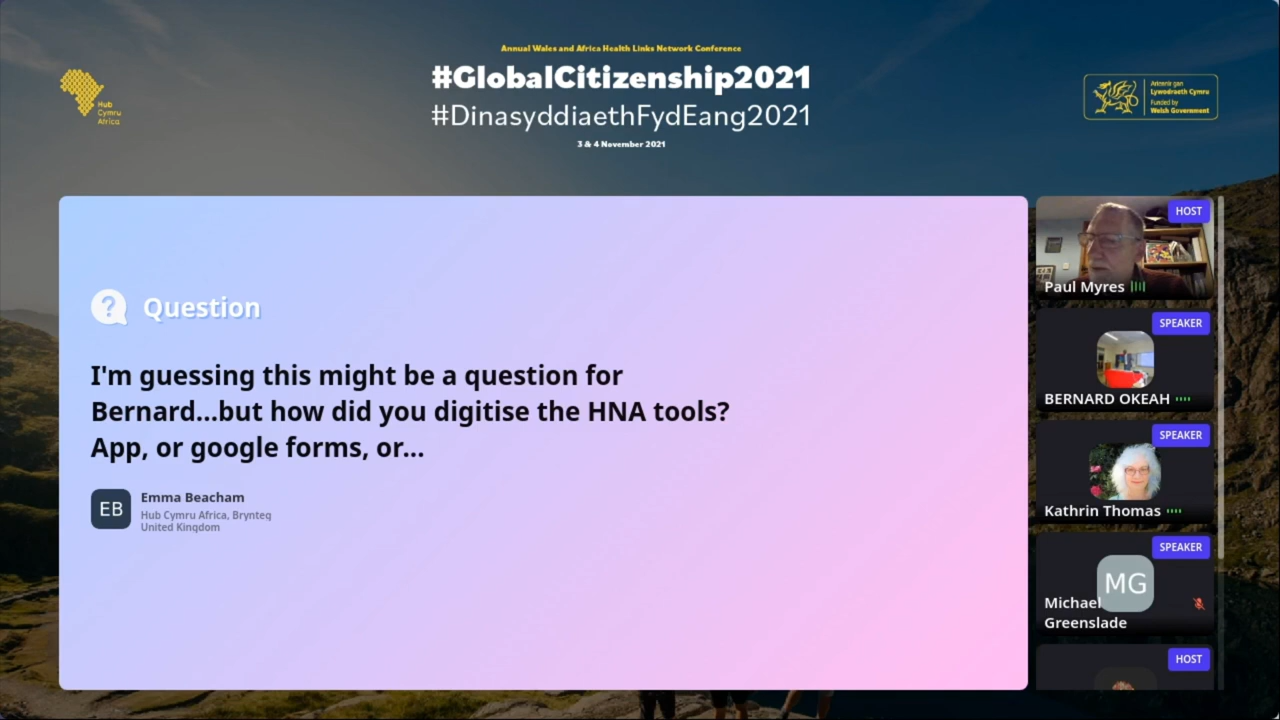 Annual Wales and Africa Health Links Network Conference
#GlobalCitizenship2021
#DinasyddiaethFydEang2021
3 & 4 November 2021
Hub
Cymru
Africa
Ariennir gan
Lywodraeth Cymru
Funded by
Welsh Government
Question
I'm guessing this might be a question for
Bernard...but how did you digitise the HNA tools?
App, or google forms, or...
EB
Emma Beacham
Hub Cymru Africa, Brynteg
United Kingdom
HOST
Paul Myres
SPEAKER
BERNARD OKEAH
SPEAKER
Kathrin Thomas
SPEAKER
MG
Michael
Greenslade
HOST